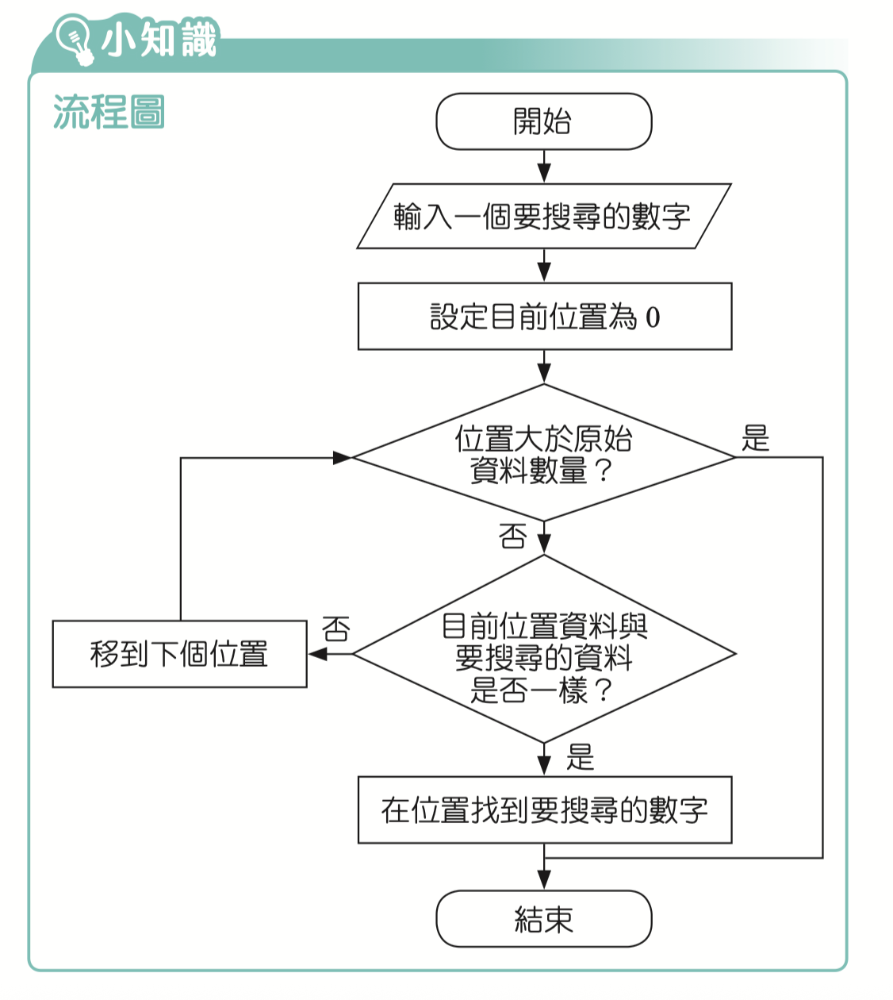 小知識
流程圖
開始
輸入一個要搜尋的數字
設定目前位置為 0
位置大於原始
資料數量？
是
否
目前位置資料與
要搜尋的資料
是否一樣？
否
移到下個位置
是
在位置找到要搜尋的數字
結束